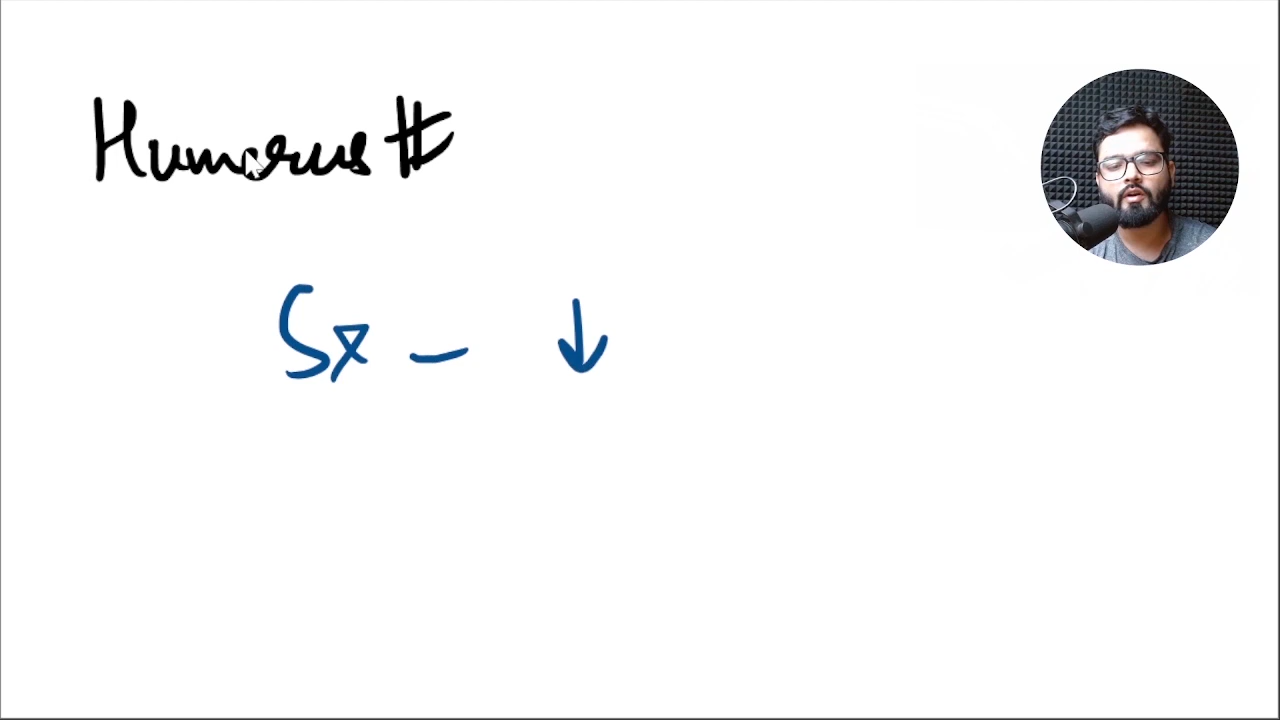 Humerus #
Sx - ↓